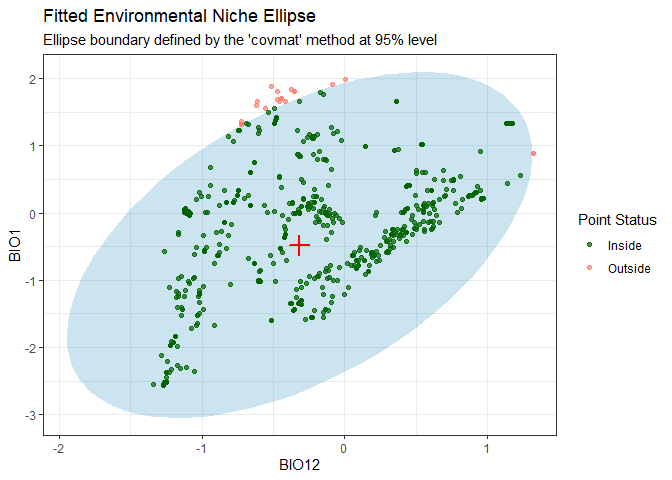 Fitted Environmental Niche Ellipse
Ellipse boundary defined by the 'covmat' method at 95% level
2
1
0
-1
-2
-3
BIO1
-2
-1
0
1
BIO12
Point Status
Inside
Outside